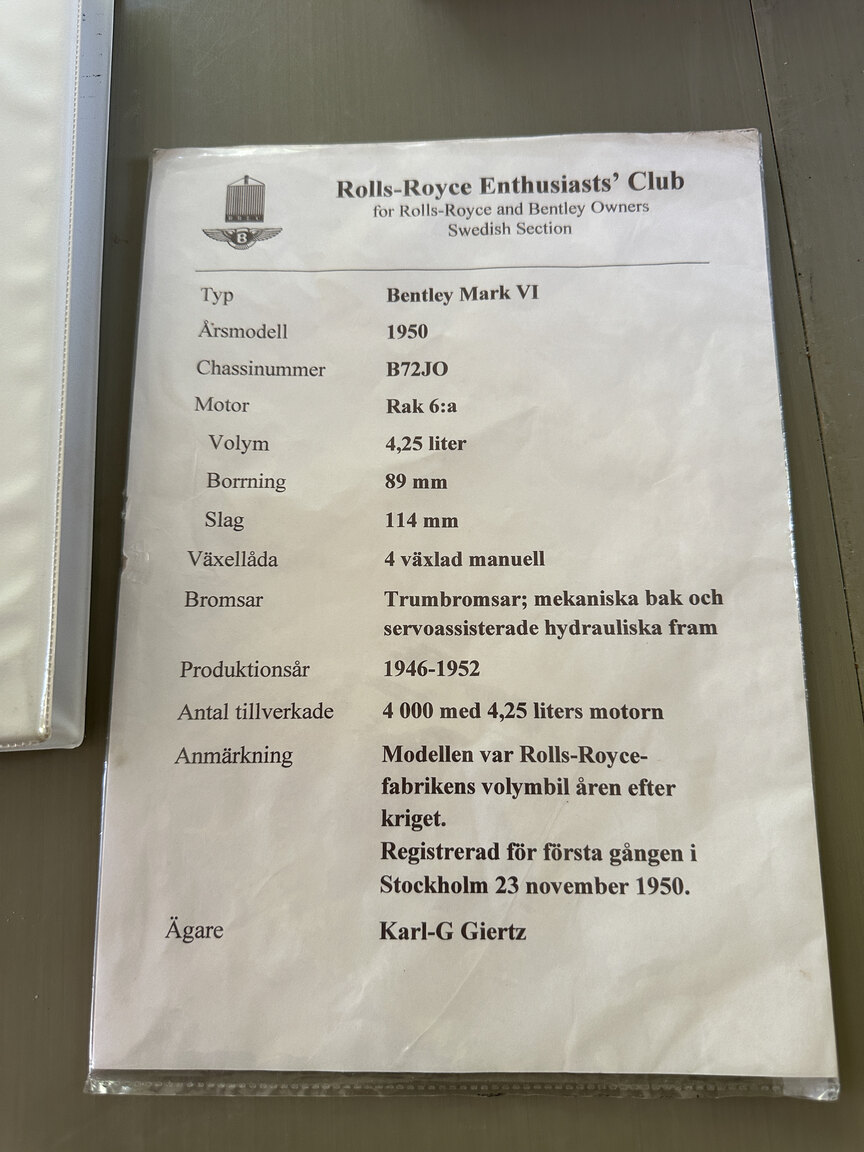 Rolls-Royce Enthusiasts' Club
for Rolls-Royce and Bentley Owners
Swedish Section
B
Typ Bentley Mark VI
Årsmodell 1950
Chassinummer B72JO
Motor Rak 6:a
Volym 4,25 liter
Borrning 89 mm
Slag 114 mm
Växellåda 4 växlad manuell
Bromsar Trumbromsar; mekaniska bak och
servoassisterade hydrauliska fram
Produktionsår 1946-1952
Antal tillverkade 4 000 med 4,25 liters motorn
Anmärkning Modellen var Rolls-Royce-
fabrikens volymbil åren efter
kriget.
Registrerad för första gången i
Stockholm 23 november 1950.
Ägare Karl-G Giertz